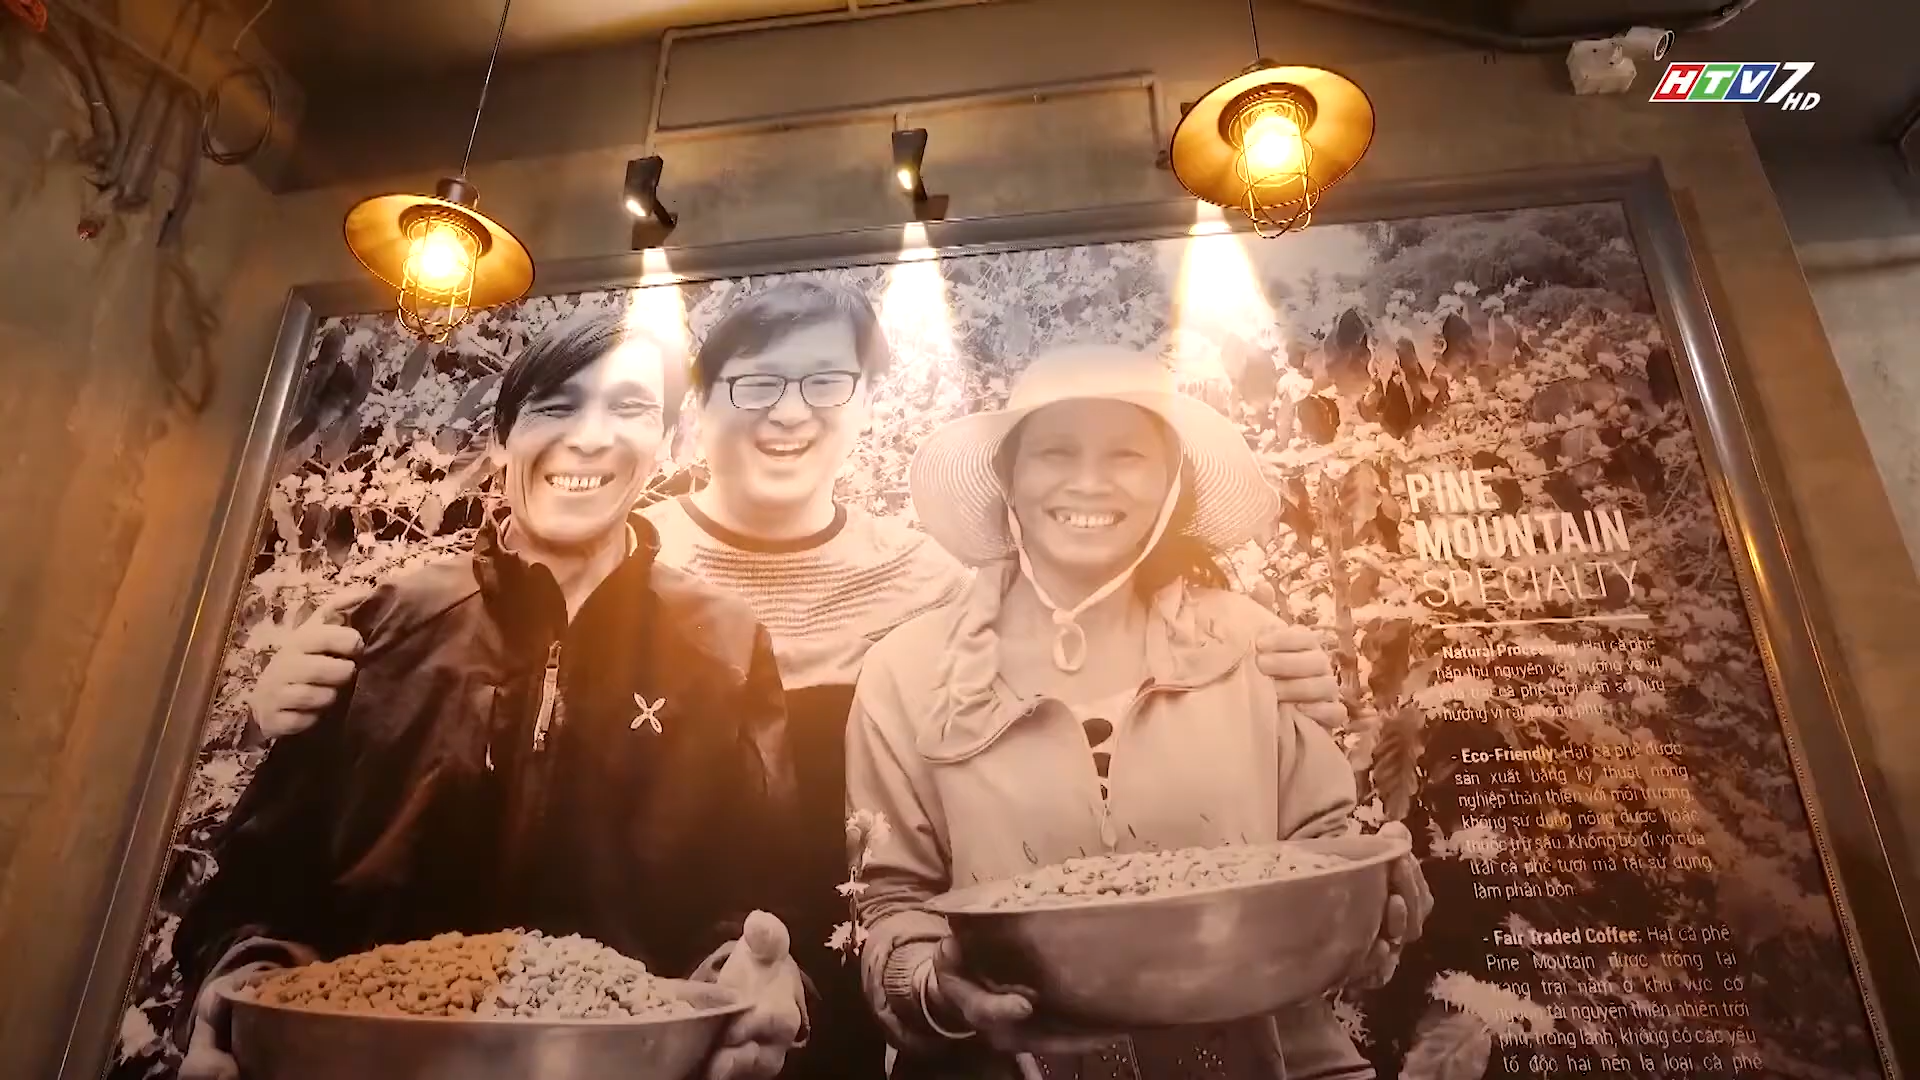 HTV7 HD
PINE
MOUNTAIN
SPECIALTY
- Natural Processing: Hạt cà phê
hấp thụ nguyên vẹn hương và vị
của trái cà phê tươi nên sở hữu
hương vị rất phong phú.
- Eco-Friendly: Hạt cà phê được
sản xuất bằng kỹ thuật nông
nghiệp thân thiện với môi trường,
không sử dụng nông dược hoặc
thuốc trừ sâu. Không bỏ đi vỏ của
trái cà phê tươi mà tái sử dụng
làm phân bón.
- Fair Traded Coffee: Hạt cà phê
Pine Moutain được trồng tại
trang trại nằm ở khu vực có
nguồn tài nguyên thiên nhiên trời
phú, trong lành, không có các yếu
tố độc hại nên là loại cà phê